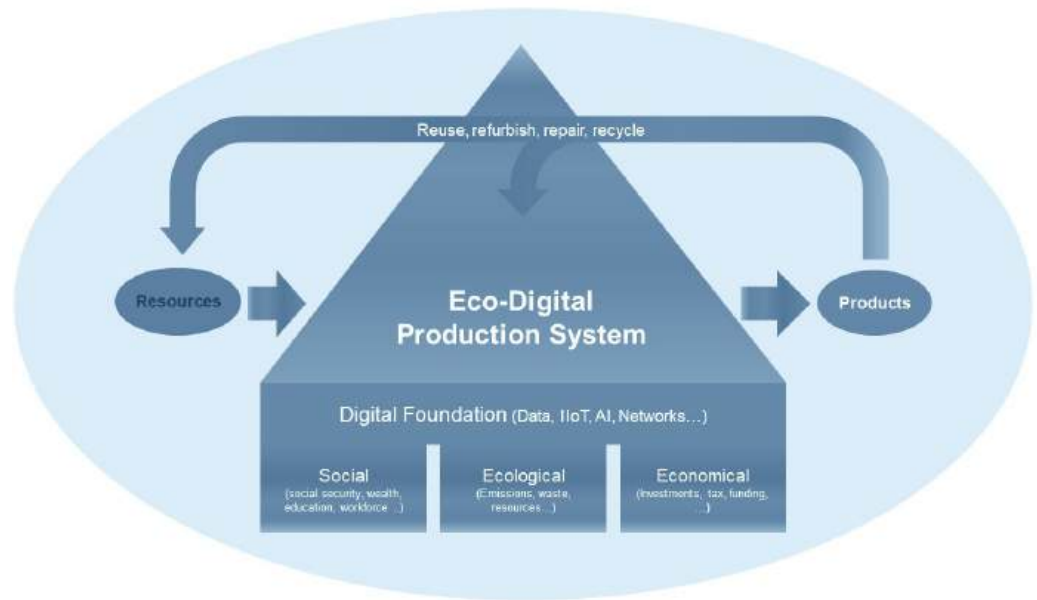 Reuse, refurbish, repair, recycle
Resources
Eco-Digital
Production System
Products
Digital Foundation (Data, IIoT, AI, Networks…)
Social
(social security, wealth,
education, workforce ..)
Ecological
(Emissions, waste,
resources…)
Economical
(Investments, tax, funding,
…)